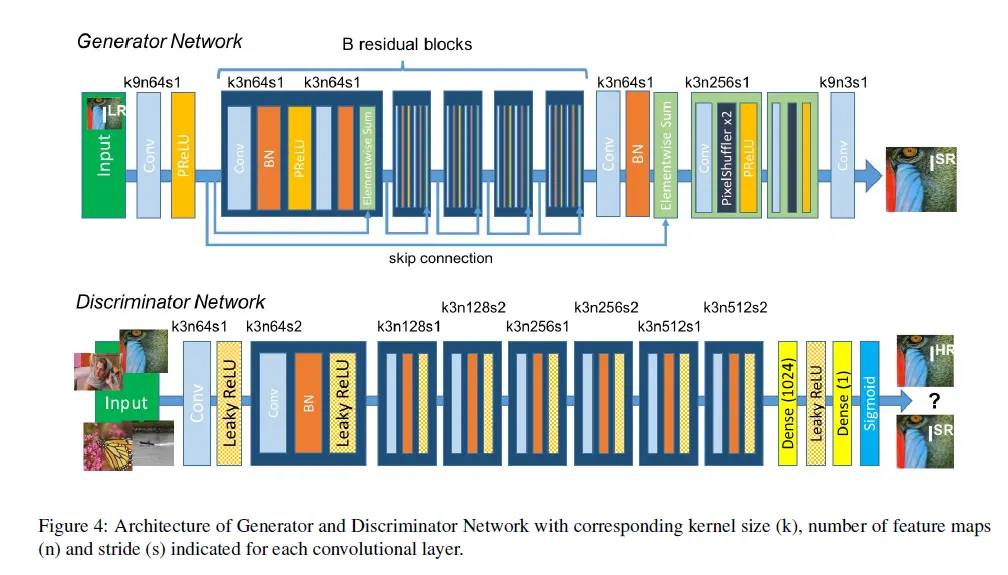 Generator Network
B residual blocks
k9n64s1
k3n64s1 k3n64s1
k3n64s1
k3n256s1
k9n3s1
I^LR
Input
Conv
PReLU
Conv
BN
PReLU
Elementwise Sum
Conv
BN
Elementwise Sum
Conv
PixelShuffler x2
PReLU
Conv
I^SR
skip connection
Discriminator Network
k3n64s1
k3n64s2
k3n128s1
k3n128s2
k3n256s1
k3n256s2
k3n512s1
k3n512s2
Input
Conv
Leaky ReLU
Conv
BN
Leaky ReLU
Dense (1024)
Leaky ReLU
Dense (1)
Sigmoid
I^HR
?
I^SR
Figure 4: Architecture of Generator and Discriminator Network with corresponding kernel size (k), number of feature maps
(n) and stride (s) indicated for each convolutional layer.